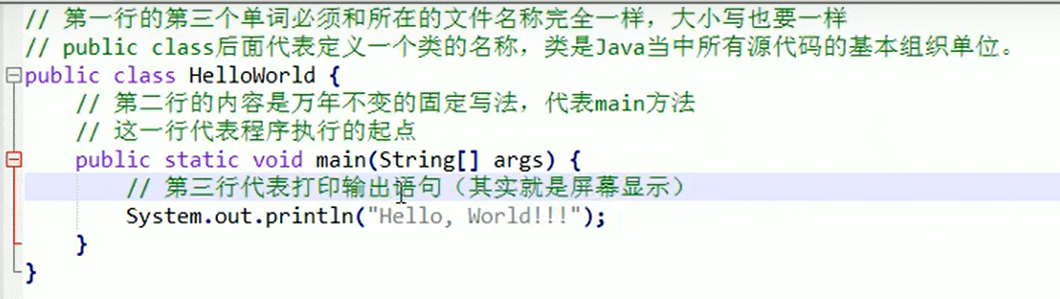 // 第一行的第三个单词必须和所在的文件名称完全一样，大小写也要一样
// public class后面代表定义一个类的名称，类是Java当中所有源代码的基本组织单位。
public class HelloWorld {
    // 第二行的内容是万年不变的固定写法，代表main方法
    // 这一行代表程序执行的起点
    public static void main(String[] args) {
        // 第三行代表打印输出语句（其实就是屏幕显示）
        System.out.println("Hello, World!!!");
    }
}